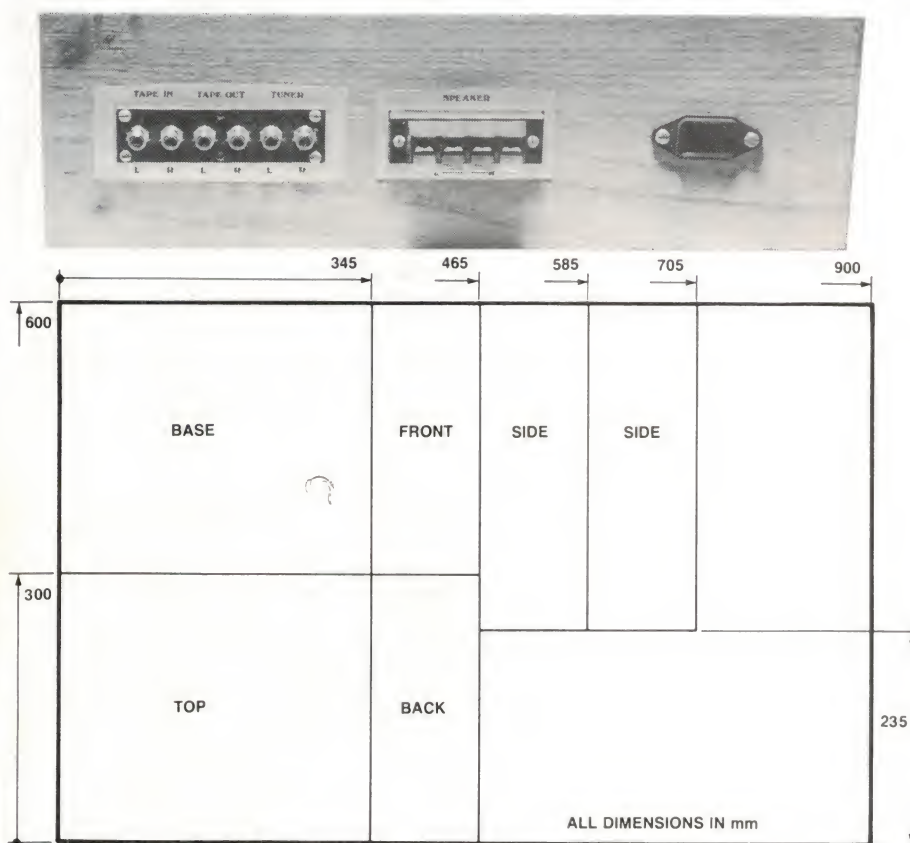 TAPE IN TAPE OUT TUNER
L R L R L R
SPEAKER
L R
345 465 585 705 900
600
BASE FRONT SIDE SIDE
300
TOP BACK
235
ALL DIMENSIONS IN mm